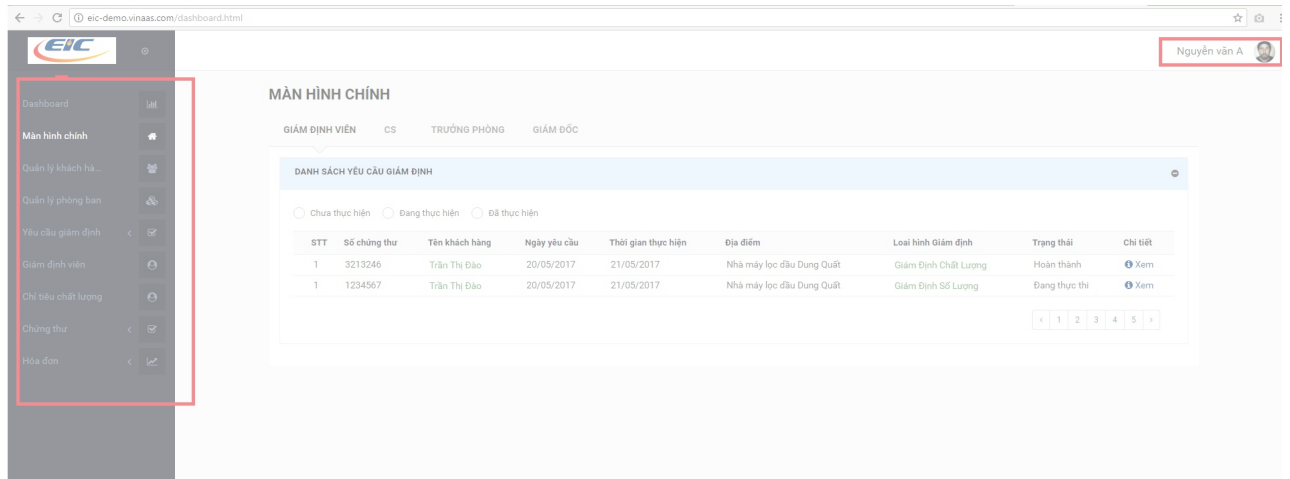 eic-demo.vinaas.com/dashboard.html
EIC
Nguyễn văn A
Dashboard
Màn hình chính
Quản lý khách hà...
Quản lý phòng ban
Yêu cầu giám định
Giám định viên
Chỉ tiêu chất lượng
Chứng thư
Hóa đơn
MÀN HÌNH CHÍNH
GIÁM ĐỊNH VIÊN CS TRƯỞNG PHÒNG GIÁM ĐỐC
DANH SÁCH YÊU CẦU GIÁM ĐỊNH
Chưa thực hiện Đang thực hiện Đã thực hiện
STT Số chứng thư Tên khách hàng Ngày yêu cầu Thời gian thực hiện Địa điểm Loai hình Giám định Trạng thái Chi tiết
1 3213246 Trần Thị Đào 20/05/2017 21/05/2017 Nhà máy lọc dầu Dung Quất Giám Định Chất Lượng Hoàn thành Xem
1 1234567 Trần Thị Đào 20/05/2017 21/05/2017 Nhà máy lọc dầu Dung Quất Giám Định Số Lượng Đang thực thi Xem
‹ 1 2 3 4 5 ›